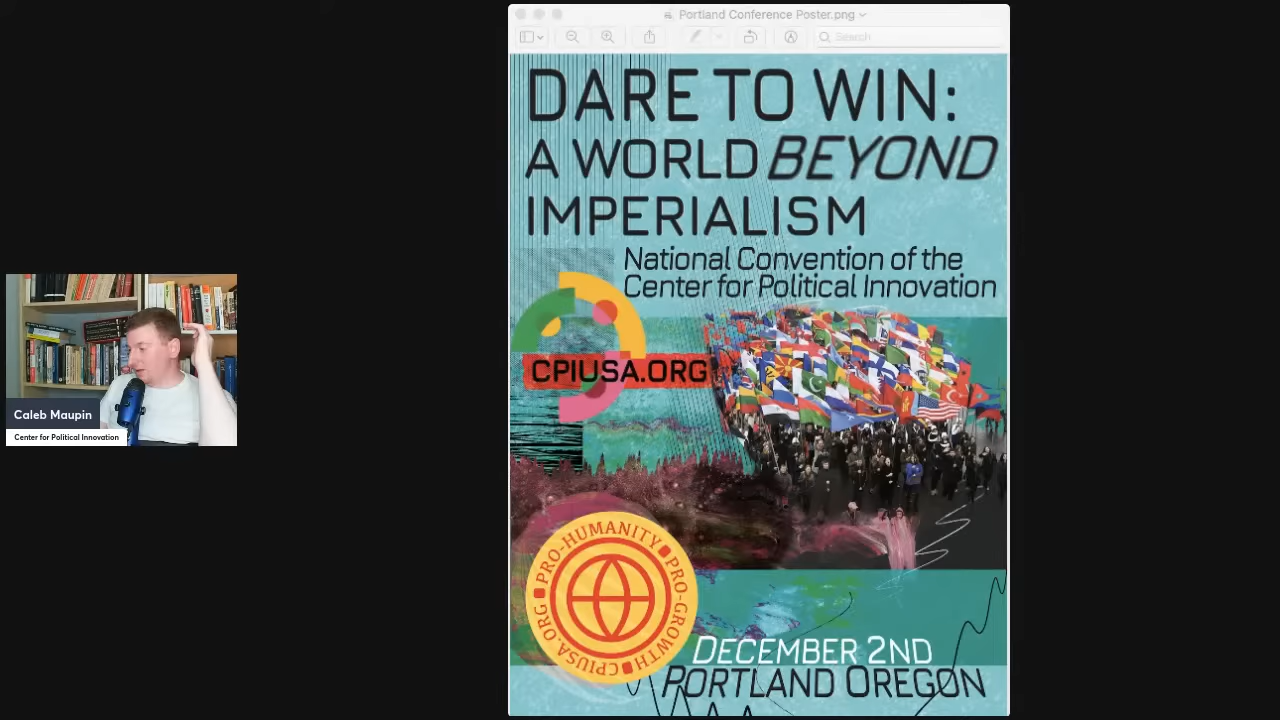 Portland Conference Poster.png
Search
DARE TO WIN:
A WORLD BEYOND
IMPERIALISM
National Convention of the
Center for Political Innovation
CPIUSA.ORG
Caleb Maupin
Center for Political Innovation
PRO-HUMANITY PRO-GROWTH CPIUSA.ORG
DECEMBER 2ND
PORTLAND OREGON